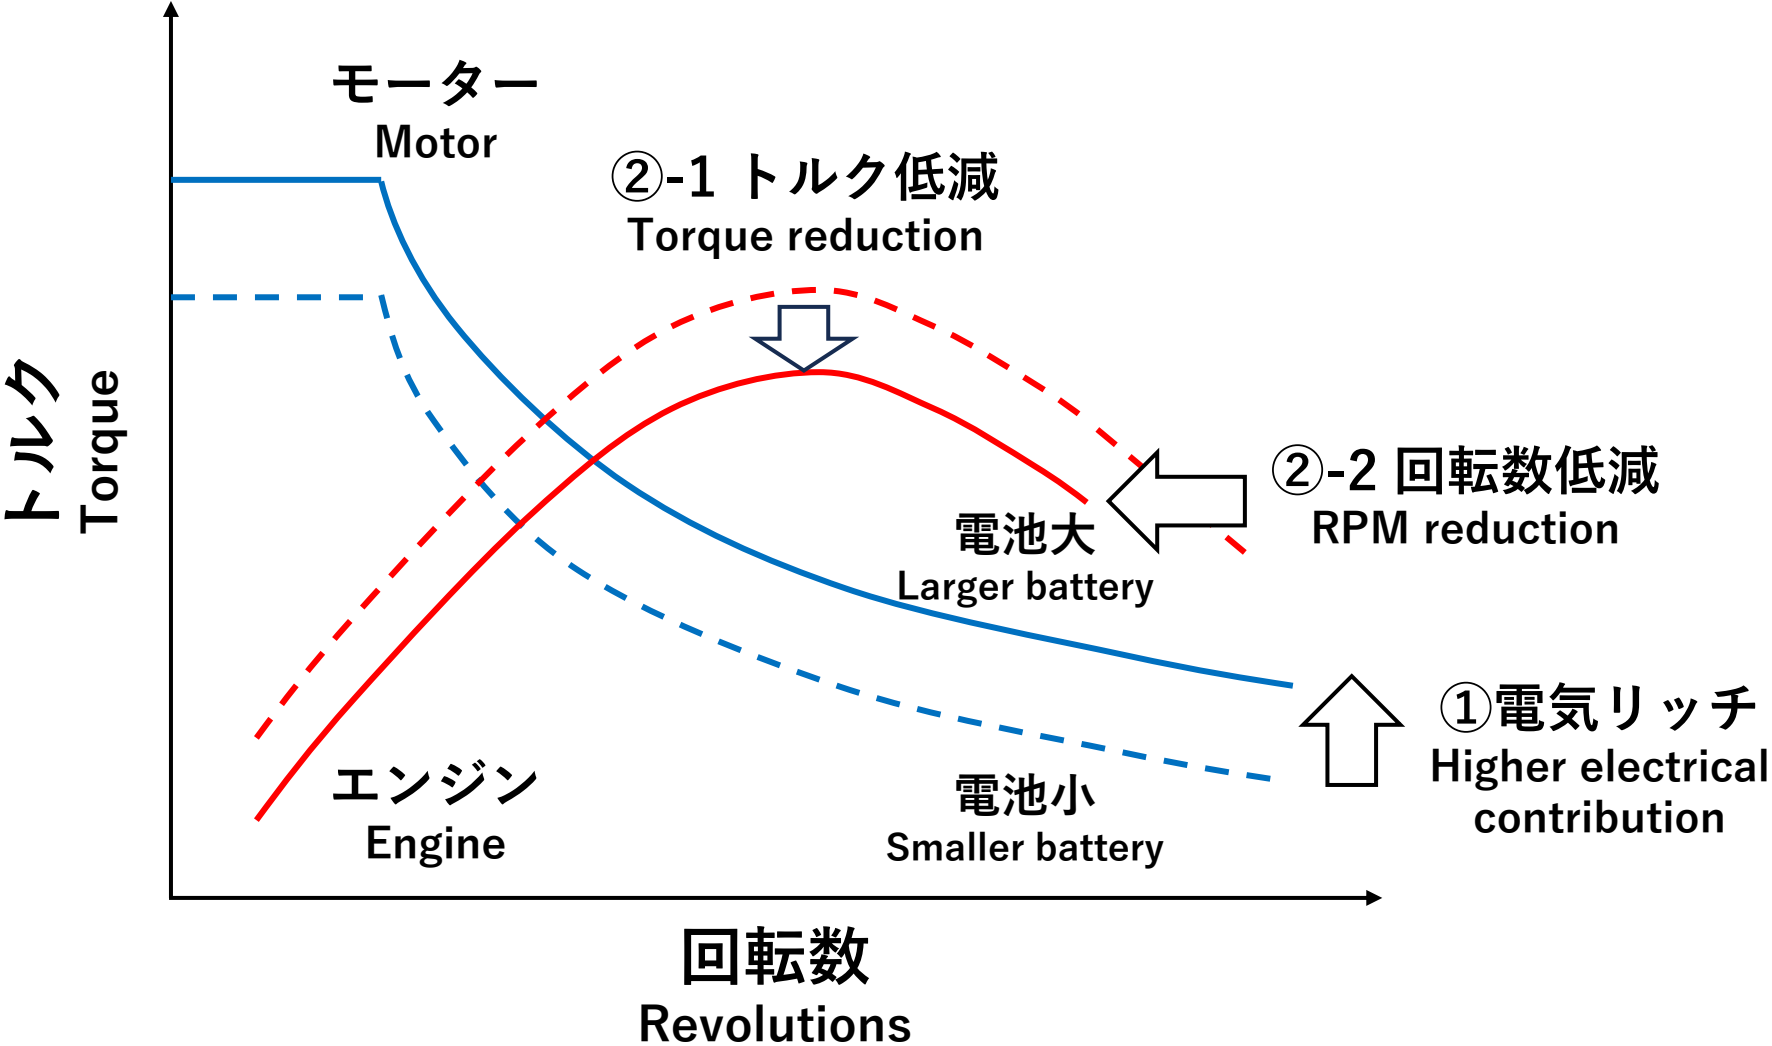 モーター
Motor
②-1 トルク低減
Torque reduction
トルク
Torque
②-2 回転数低減
RPM reduction
電池大
Larger battery
①電気リッチ
Higher electrical
contribution
エンジン
Engine
電池小
Smaller battery
回転数
Revolutions